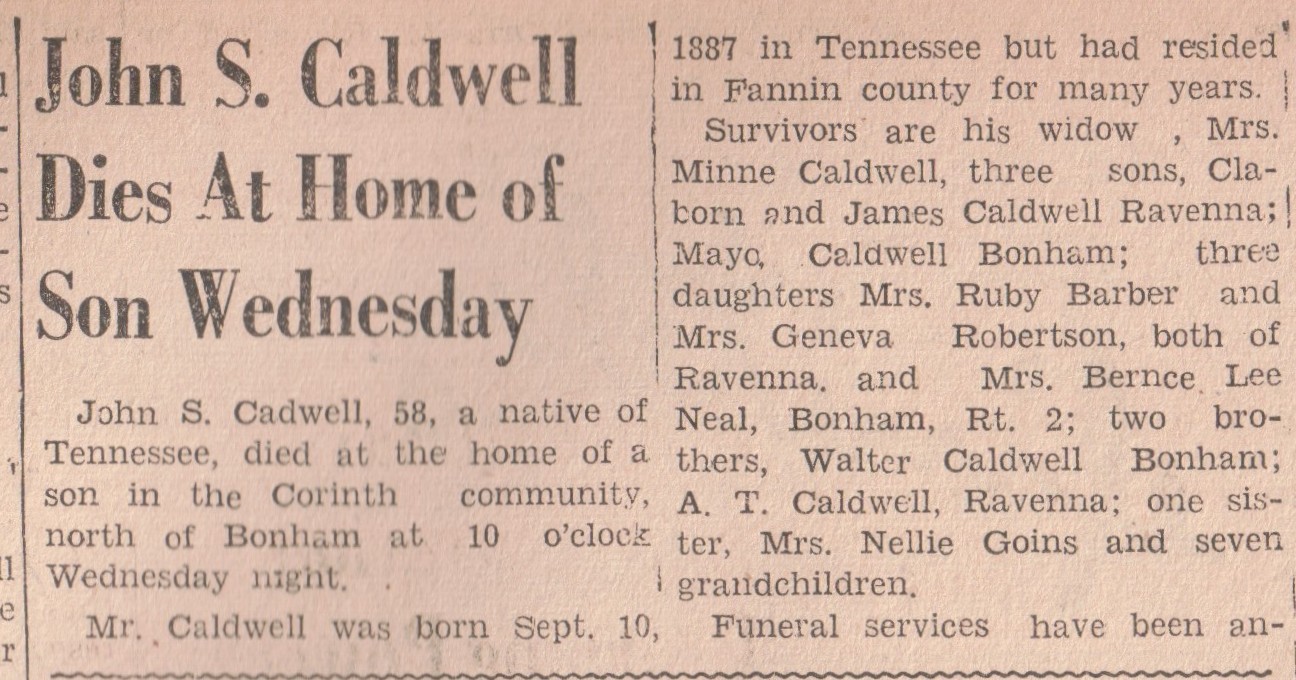 John S. Caldwell
Dies At Home of
Son Wednesday
John S. Cadwell, 58, a native of
Tennessee, died at the home of a
son in the Corinth community,
north of Bonham at 10 o'clock
Wednesday night.
Mr. Caldwell was born Sept. 10,
1887 in Tennessee but had resided
in Fannin county for many years.
Survivors are his widow , Mrs.
Minne Caldwell, three sons, Cla-
born and James Caldwell Ravenna;
Mayo, Caldwell Bonham; three
daughters Mrs. Ruby Barber and
Mrs. Geneva Robertson, both of
Ravenna. and Mrs. Bernce Lee
Neal, Bonham, Rt. 2; two bro-
thers, Walter Caldwell Bonham;
A. T. Caldwell, Ravenna; one sis-
ter, Mrs. Nellie Goins and seven
grandchildren.
Funeral services have been an-